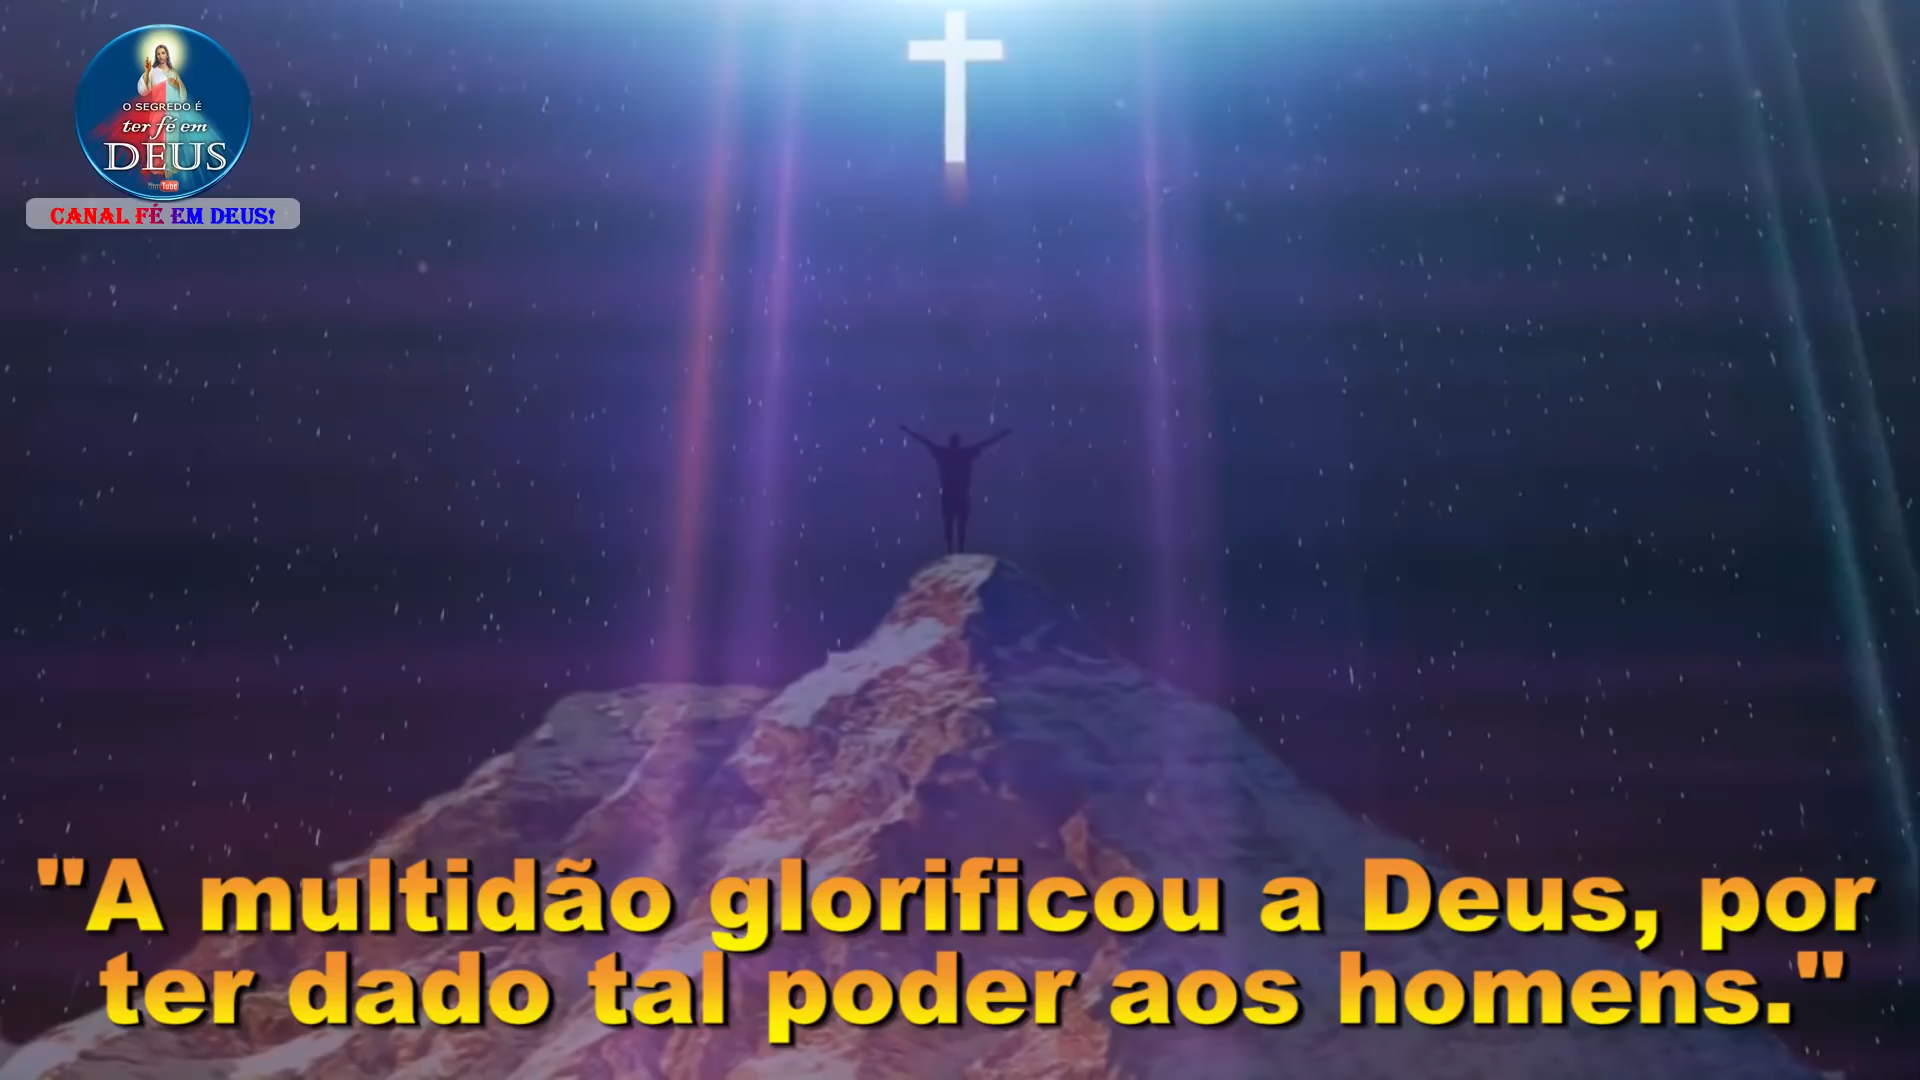 O SEGREDO É
ter fé em
DEUS
CANAL FÉ EM DEUS!
"A multidão glorificou a Deus, por
ter dado tal poder aos homens."